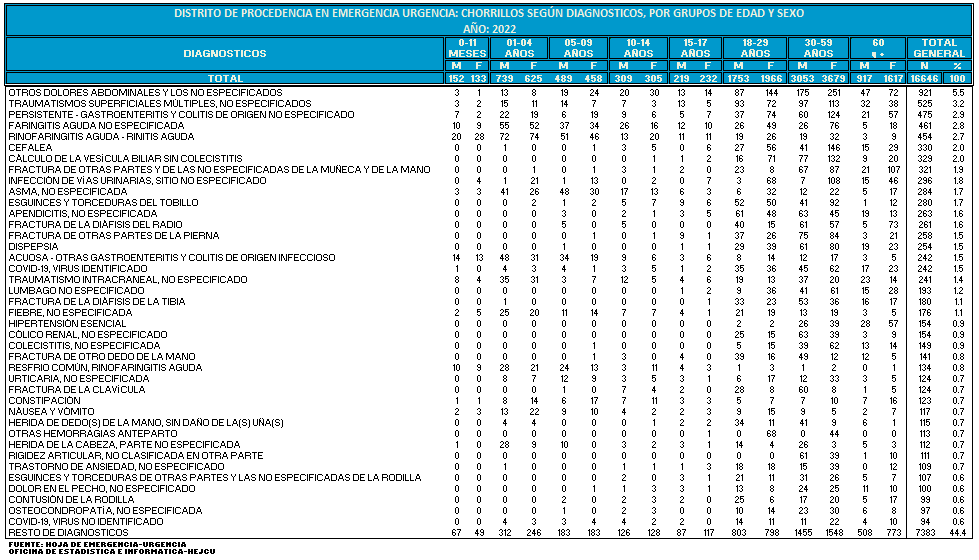 DISTRITO DE PROCEDENCIA EN EMERGENCIA URGENCIA: CHORRILLOS SEGÚN DIAGNOSTICOS, POR GRUPOS DE EDAD Y SEXO
AÑO: 2022
DIAGNOSTICOS 0-11 MESES 01-04 AÑOS 05-09 AÑOS 10-14 AÑOS 15-17 AÑOS 18-29 AÑOS 30-59 AÑOS 60 TOTAL GENERAL
M F M F M F M F M F M F M F M F N %
TOTAL 152 133 739 625 489 458 309 305 219 232 1753 1966 3053 3679 917 1617 16646 100
OTROS DOLORES ABDOMINALES Y LOS NO ESPECIFICADOS 3 1 13 8 19 24 20 30 13 14 87 144 175 251 47 72 921 5.5
TRAUMATISMOS SUPERFICIALES MÚLTIPLES, NO ESPECIFICADOS 3 2 15 11 14 7 7 3 13 5 93 72 97 113 32 38 525 3.2
PERSISTENTE - GASTROENTERITIS Y COLITIS DE ORIGEN NO ESPECIFICADO 7 2 22 19 6 19 9 6 5 7 37 74 60 124 21 57 475 2.9
FARINGITIS AGUDA NO ESPECIFICADA 10 9 55 52 37 34 26 16 12 10 26 49 26 76 5 18 461 2.8
RINOFARINGITIS AGUDA - RINITIS AGUDA 20 28 72 74 51 46 13 20 11 11 19 26 19 32 3 9 454 2.7
CEFALEA 0 0 1 0 0 1 3 5 0 6 27 56 41 146 15 29 330 2.0
CÁLCULO DE LA VESÍCULA BILIAR SIN COLECISTITIS 0 0 0 0 0 0 0 1 1 2 16 71 77 132 9 20 329 2.0
FRACTURA DE OTRAS PARTES Y DE LAS NO ESPECIFICADAS DE LA MUÑECA Y DE LA MANO 0 0 0 1 0 1 3 1 2 0 23 8 67 87 21 107 321 1.9
INFECCIÓN DE VÍAS URINARIAS, SITIO NO ESPECIFICADO 0 4 1 21 1 13 0 2 0 7 3 68 7 108 15 46 296 1.8
ASMA, NO ESPECIFICADA 3 3 41 26 48 30 17 13 6 3 6 32 12 22 5 17 284 1.7
ESGUINCES Y TORCEDURAS DEL TOBILLO 0 0 0 2 1 2 5 7 9 6 52 50 41 92 1 12 280 1.7
APENDICITIS, NO ESPECIFICADA 0 0 0 0 3 0 2 1 3 5 61 48 63 45 19 13 263 1.6
FRACTURA DE LA DIÁFISIS DEL RADIO 0 0 0 0 5 0 5 0 0 0 40 15 61 57 5 73 261 1.6
FRACTURA DE OTRAS PARTES DE LA PIERNA 0 0 0 0 0 1 0 1 9 1 37 26 75 84 3 21 258 1.5
DISPEPSIA 0 0 0 0 1 0 0 0 1 1 29 39 61 80 19 23 254 1.5
ACUOSA - OTRAS GASTROENTERITIS Y COLITIS DE ORIGEN INFECCIOSO 14 13 48 31 34 19 9 6 3 6 8 14 12 17 3 5 242 1.5
COVID-19, VIRUS IDENTIFICADO 1 0 4 3 4 1 3 5 1 2 35 36 45 62 17 23 242 1.5
TRAUMATISMO INTRACRANEAL, NO ESPECIFICADO 8 4 35 31 3 7 12 5 4 6 19 13 37 20 23 14 241 1.4
LUMBAGO NO ESPECIFICADO 0 0 0 0 0 0 0 1 2 1 9 36 41 61 15 28 193 1.2
FRACTURA DE LA DIÁFISIS DE LA TIBIA 0 0 1 0 0 0 0 0 1 0 33 23 53 36 16 17 180 1.1
FIEBRE, NO ESPECIFICADA 2 5 25 20 11 14 7 7 4 1 21 19 13 19 3 5 176 1.1
HIPERTENSIÓN ESENCIAL 0 0 0 0 0 0 0 0 0 0 2 2 26 39 28 57 154 0.9
CÓLICO RENAL, NO ESPECIFICADO 0 0 0 0 0 0 0 0 0 0 25 15 63 39 3 9 154 0.9
COLECISTITIS, NO ESPECIFICADA 0 0 0 0 0 1 0 0 0 0 5 15 39 62 13 14 149 0.9
FRACTURA DE OTRO DEDO DE LA MANO 0 0 0 0 0 1 3 0 4 0 39 16 49 12 12 5 141 0.8
RESFRIO COMÚN, RINOFARINGITIS AGUDA 10 9 28 21 24 13 3 11 4 3 1 3 1 2 0 1 134 0.8
URTICARIA, NO ESPECIFICADA 0 0 8 7 12 9 3 5 3 1 6 17 12 33 3 5 124 0.7
FRACTURA DE LA CLAVÍCULA 0 0 0 0 1 0 7 4 2 0 28 8 60 8 1 5 124 0.7
CONSTIPACIÓN 1 1 8 14 6 17 7 11 3 3 5 7 7 10 7 16 123 0.7
NÁUSEA Y VÓMITO 2 3 13 22 9 10 4 2 2 3 9 15 9 5 2 7 117 0.7
HERIDA DE DEDO(S) DE LA MANO, SIN DAÑO DE LA(S) UÑA(S) 0 0 4 4 0 0 0 1 2 2 34 11 41 9 6 1 115 0.7
OTRAS HEMORRAGIAS ANTEPARTO 0 0 0 0 0 0 0 0 0 1 0 68 0 44 0 0 113 0.7
HERIDA DE LA CABEZA, PARTE NO ESPECIFICADA 0 1 28 9 10 0 3 2 3 1 14 4 26 3 5 3 112 0.7
RIGIDEZ ARTICULAR, NO CLASIFICADA EN OTRA PARTE 0 0 0 0 0 0 0 0 0 0 0 0 61 39 1 10 111 0.7
TRASTORNO DE ANSIEDAD, NO ESPECIFICADO 0 0 1 0 0 0 1 1 1 3 18 18 15 39 0 12 109 0.7
ESGUINCES Y TORCEDURAS DE OTRAS PARTES Y LAS NO ESPECIFICADAS DE LA RODILLA 0 0 0 0 0 1 2 0 3 1 21 11 31 26 5 7 107 0.6
DOLOR EN EL PECHO, NO ESPECIFICADO 0 0 0 0 0 0 1 3 3 1 13 8 24 25 11 10 100 0.6
CONTUSIÓN DE LA RODILLA 0 0 0 0 2 0 2 3 2 0 25 6 17 20 5 17 99 0.6
OSTEOCONDROPATÍA, NO ESPECIFICADA 0 0 0 0 1 0 2 3 0 0 10 14 23 30 6 8 97 0.6
COVID-19, VIRUS NO IDENTIFICADO 0 0 4 3 3 4 4 2 2 0 14 11 11 22 4 10 94 0.6
RESTO DE DIAGNOSTICOS 67 49 312 246 183 183 126 128 87 117 803 798 1455 1548 508 773 7383 44.4
FUENTE: HOJA DE EMERGENCIA-URGENCIA
OFICINA DE ESTADISTICA E INFORMATICA-HEJCU